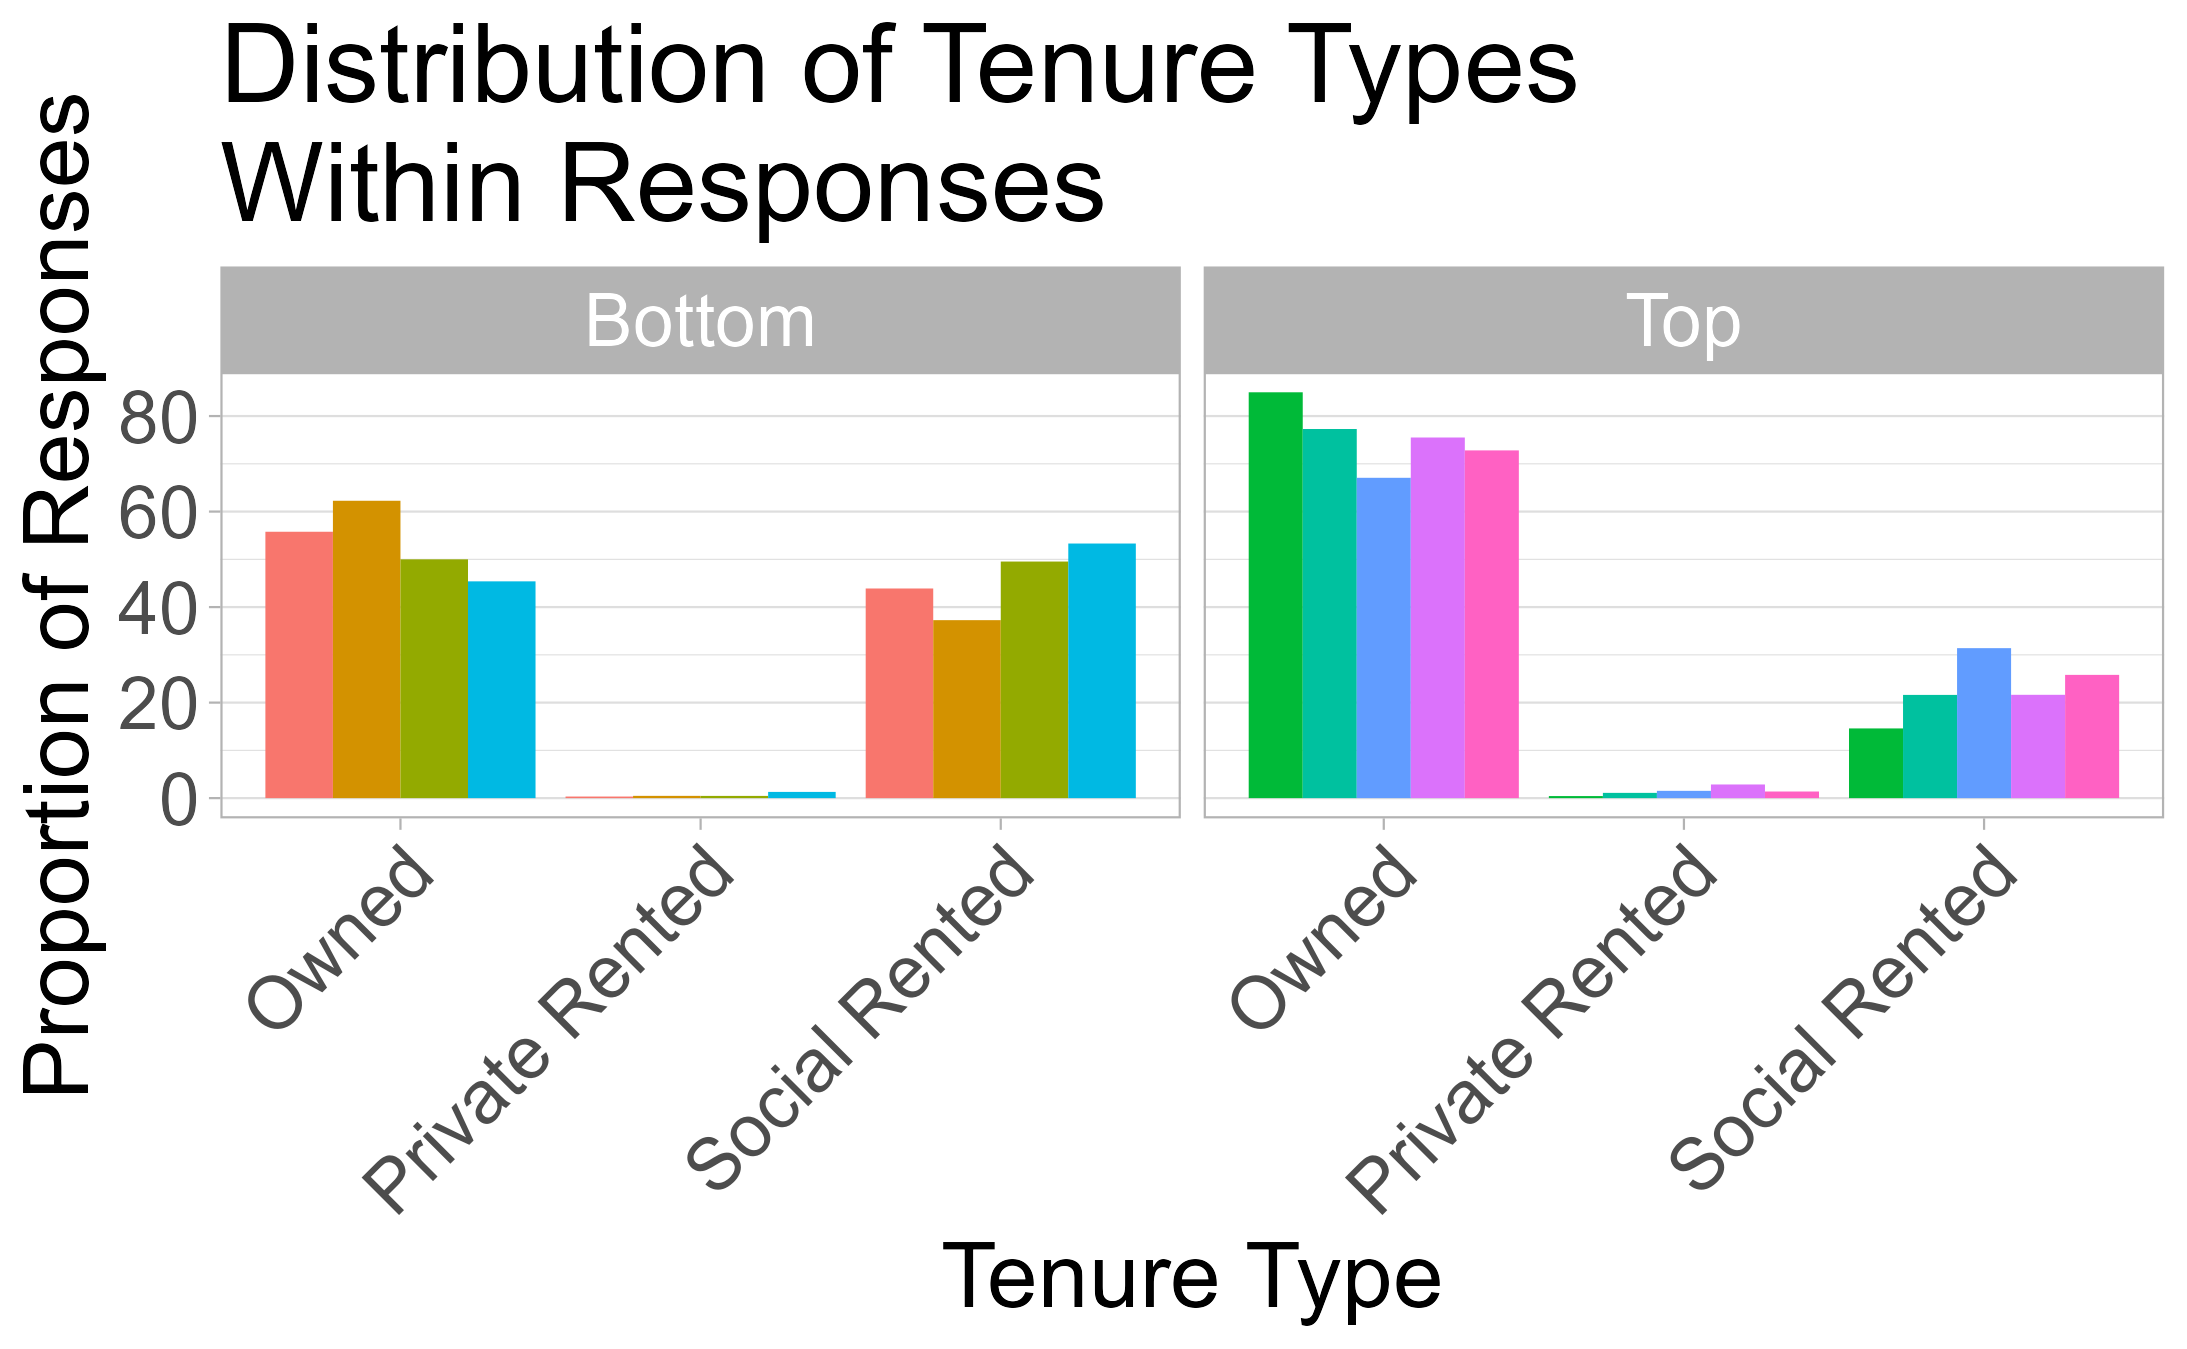 Distribution of Tenure Types
Within Responses
Proportion of Responses
Bottom
Top
80
60
40
20
0
Owned
Private Rented
Social Rented
Owned
Private Rented
Social Rented
Tenure Type